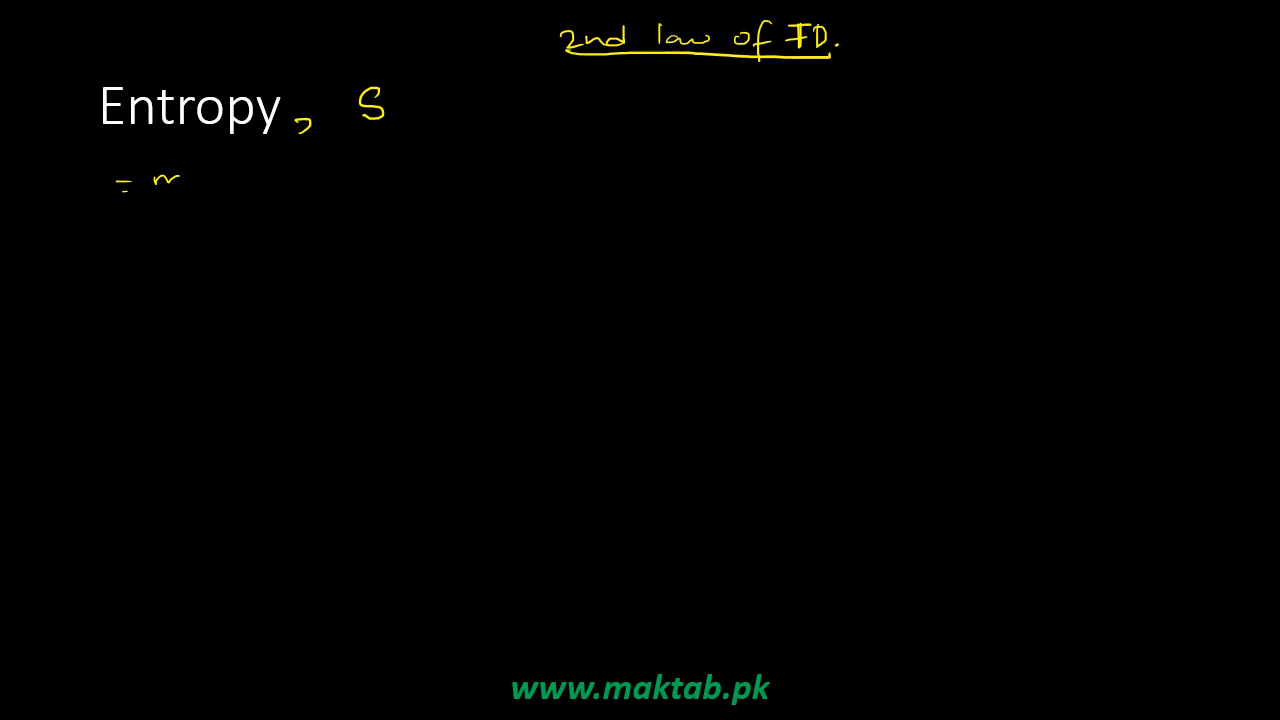 2nd law of TD.
Entropy, S
= m
www.maktab.pk